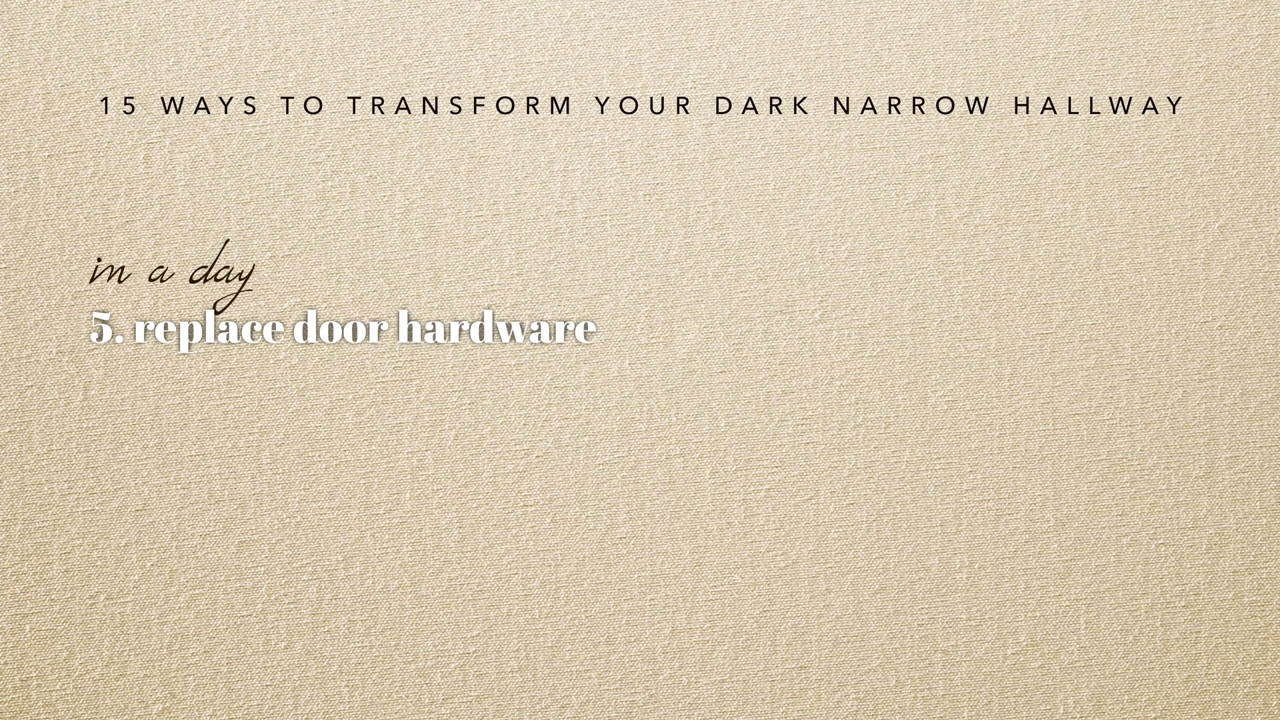 15 WAYS TO TRANSFORM YOUR DARK NARROW HALLWAY
in a day
5. replace door hardware